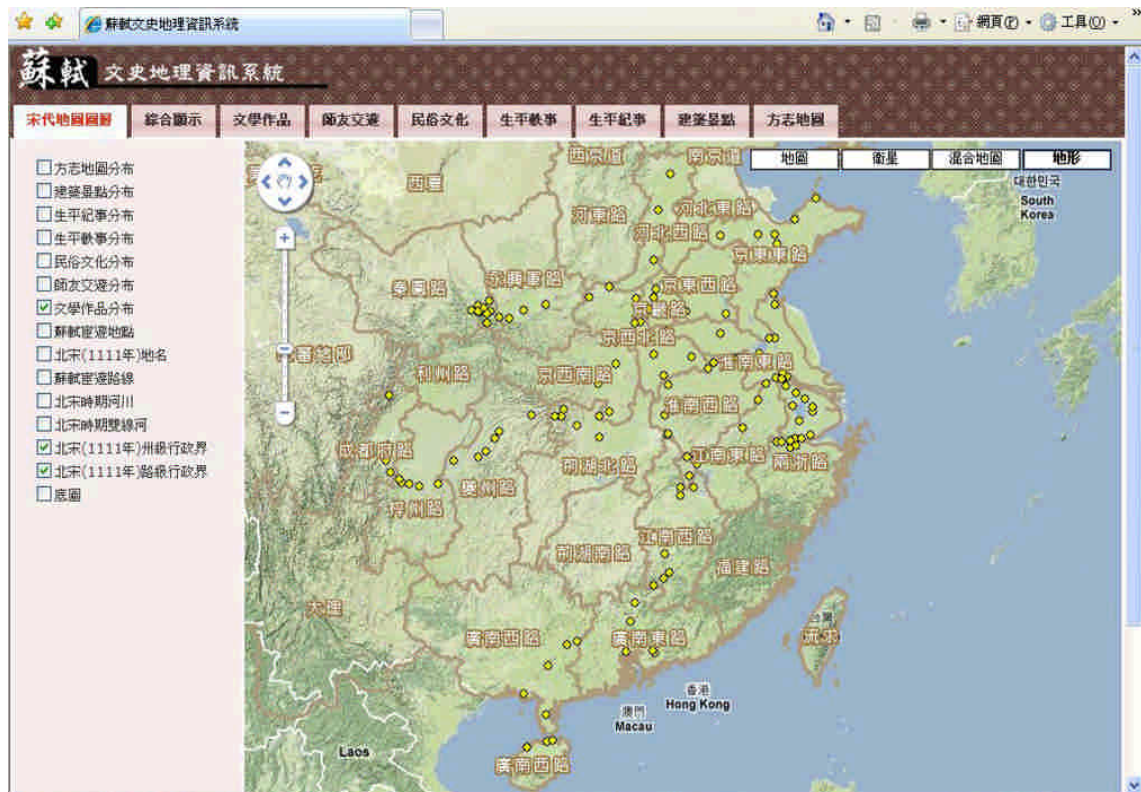 蘇軾文史地理資訊系統
網頁(P)
工具(O)
蘇軾 文史地理資訊系統
宋代地圖圖層
綜合顯示
文學作品
師友交遊
民俗文化
生平軼事
生平紀事
建築景點
方志地圖
方志地圖分布
建築景點分布
生平紀事分布
生平軼事分布
民俗文化分布
師友交遊分布
文學作品分布
蘇軾宦遊地點
北宋(1111年)地名
蘇軾宦遊路線
北宋時期河川
北宋時期雙線河
北宋(1111年)州級行政界
北宋(1111年)路級行政界
底圖
地圖
衛星
混合地圖
地形
西京道
南京道
대한민국
South
Korea
西夏
河東路
河北東路
河北西路
京東東路
永興軍路
秦鳳路
京東西路
京畿路
京西北路
利州路
京西南路
淮南東路
淮南西路
成都府路
荊湖北路
江南東路
兩浙路
夔州路
梓州路
江南西路
荊湖南路
福建路
大理
台灣
流求
廣南西路
廣南東路
香港
Hong Kong
澳門
Macau
Laos
廣南西路